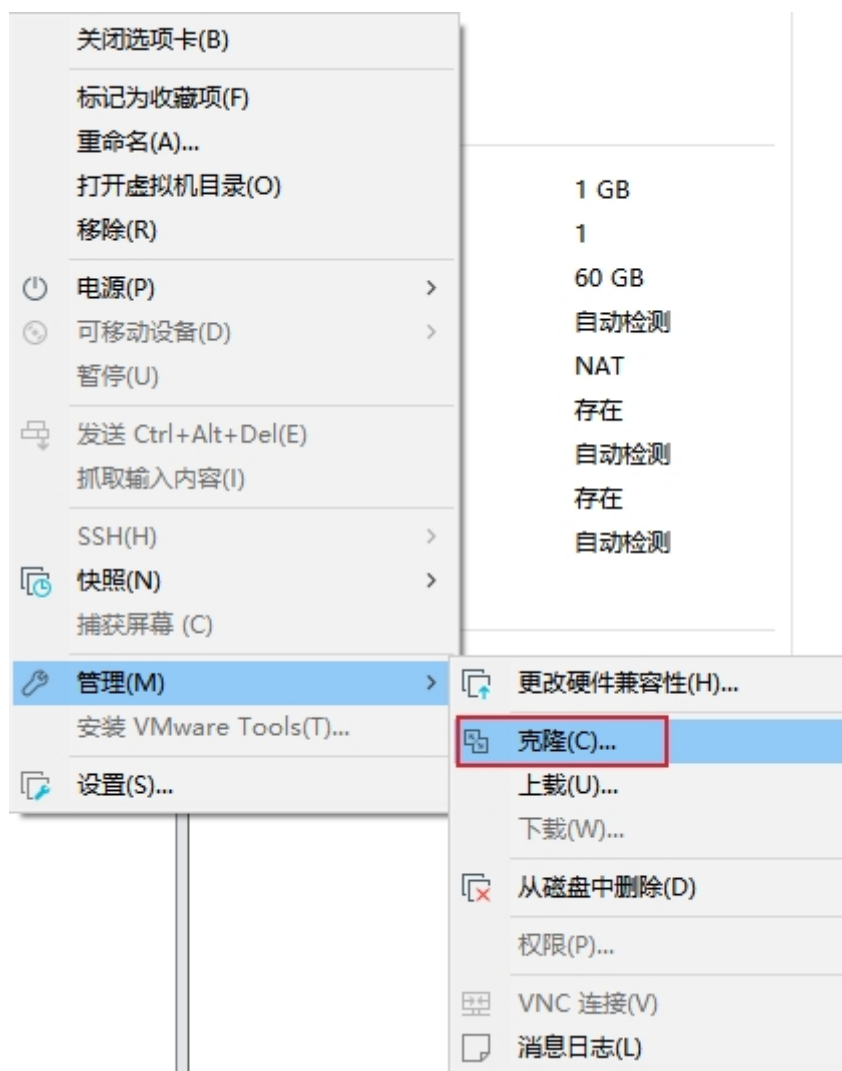 关闭选项卡(B)
标记为收藏项(F)
重命名(A)...
打开虚拟机目录(O)
移除(R)
电源(P)
可移动设备(D)
暂停(U)
发送 Ctrl+Alt+Del(E)
抓取输入内容(I)
SSH(H)
快照(N)
捕获屏幕 (C)
管理(M)
安装 VMware Tools(T)...
设置(S)...
1 GB
1
60 GB
自动检测
NAT
存在
自动检测
存在
自动检测
更改硬件兼容性(H)...
克隆(C)...
上载(U)...
下载(W)...
从磁盘中删除(D)
权限(P)...
VNC 连接(V)
消息日志(L)